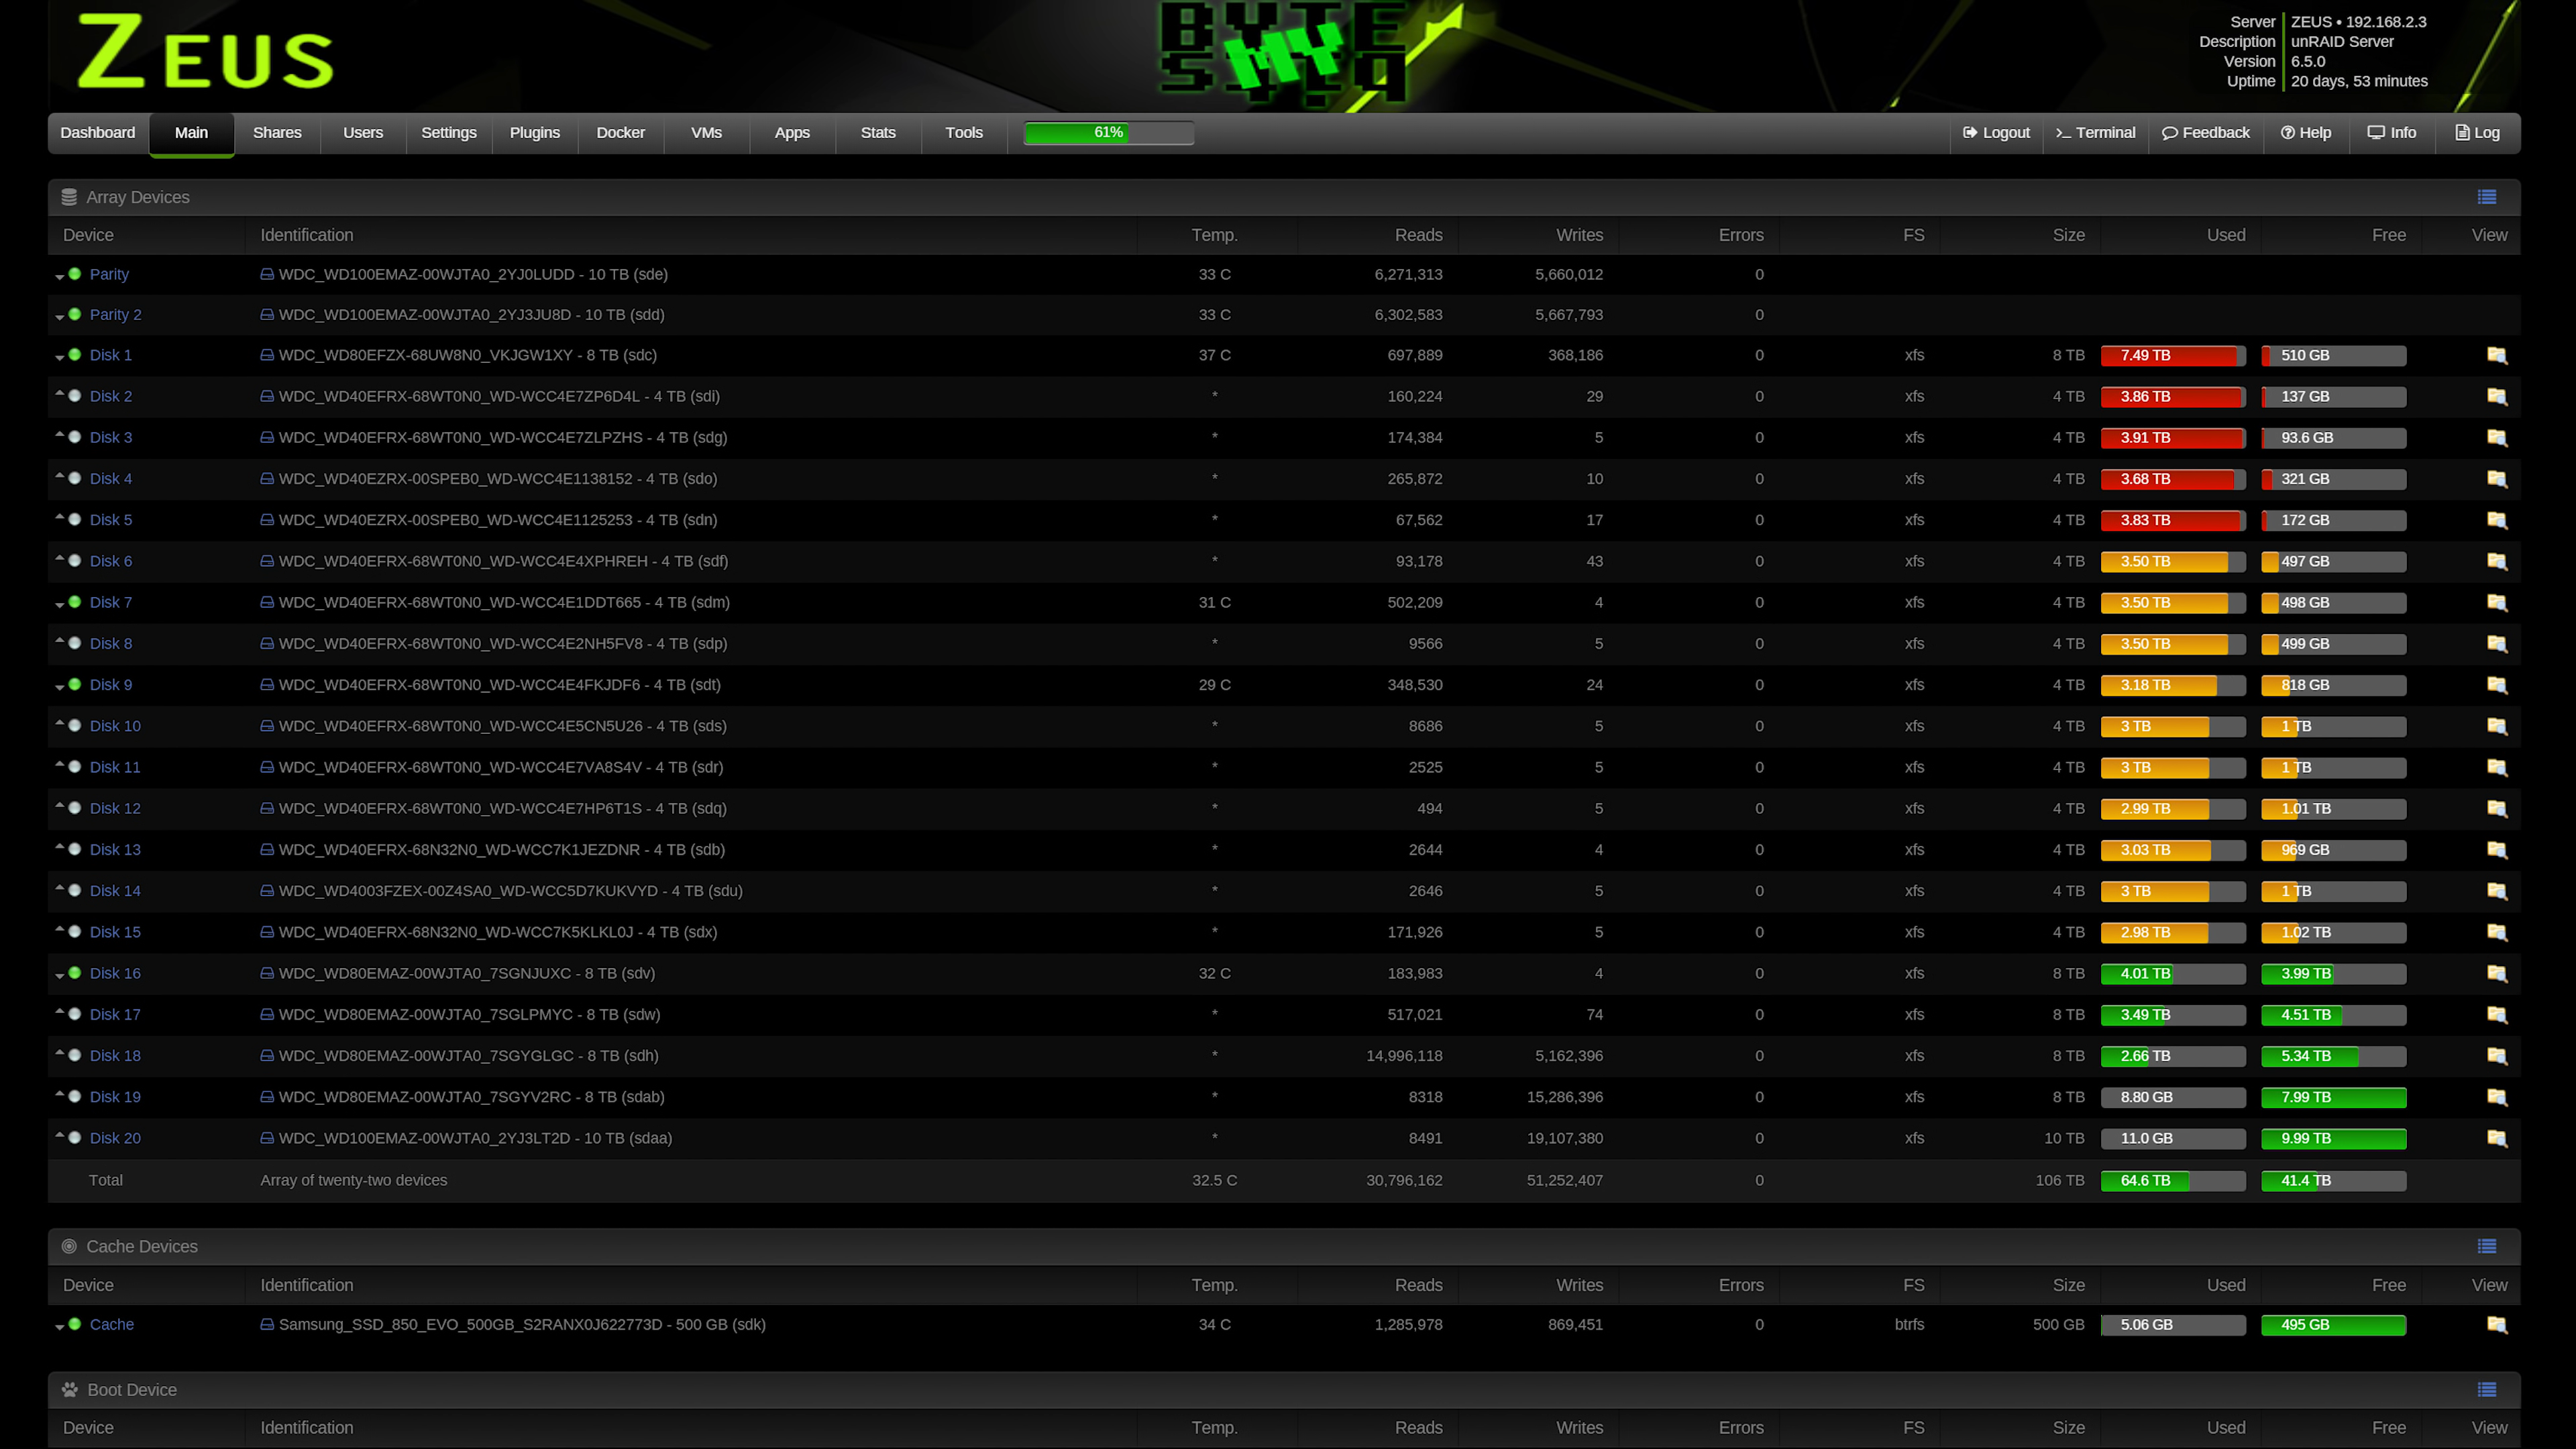 ZEUS
BYTE
MY
Server ZEUS • 192.168.2.3
Description unRAID Server
Version 6.5.0
Uptime 20 days, 53 minutes
Dashboard Main Shares Users Settings Plugins Docker VMs Apps Stats Tools 61% Logout Terminal Feedback Help Info Log
Array Devices
Device Identification Temp. Reads Writes Errors FS Size Used Free View
Parity WDC_WD100EMAZ-00WJTA0_2YJ0LUDD - 10 TB (sde) 33 C 6,271,313 5,660,012 0
Parity 2 WDC_WD100EMAZ-00WJTA0_2YJ3JU8D - 10 TB (sdd) 33 C 6,302,583 5,667,793 0
Disk 1 WDC_WD80EFZX-68UW8N0_VKJGW1XY - 8 TB (sdc) 37 C 697,889 368,186 0 xfs 8 TB 7.49 TB 510 GB
Disk 2 WDC_WD40EFRX-68WT0N0_WD-WCC4E7ZP6D4L - 4 TB (sdi) * 160,224 29 0 xfs 4 TB 3.86 TB 137 GB
Disk 3 WDC_WD40EFRX-68WT0N0_WD-WCC4E7ZLPZHS - 4 TB (sdg) * 174,384 5 0 xfs 4 TB 3.91 TB 93.6 GB
Disk 4 WDC_WD40EZRX-00SPEB0_WD-WCC4E1138152 - 4 TB (sdo) * 265,872 10 0 xfs 4 TB 3.68 TB 321 GB
Disk 5 WDC_WD40EZRX-00SPEB0_WD-WCC4E1125253 - 4 TB (sdn) * 67,562 17 0 xfs 4 TB 3.83 TB 172 GB
Disk 6 WDC_WD40EFRX-68WT0N0_WD-WCC4E4XPHREH - 4 TB (sdf) * 93,178 43 0 xfs 4 TB 3.50 TB 497 GB
Disk 7 WDC_WD40EFRX-68WT0N0_WD-WCC4E1DDT665 - 4 TB (sdm) 31 C 502,209 4 0 xfs 4 TB 3.50 TB 498 GB
Disk 8 WDC_WD40EFRX-68WT0N0_WD-WCC4E2NH5FV8 - 4 TB (sdp) * 9566 5 0 xfs 4 TB 3.50 TB 499 GB
Disk 9 WDC_WD40EFRX-68WT0N0_WD-WCC4E4FKJDF6 - 4 TB (sdt) 29 C 348,530 24 0 xfs 4 TB 3.18 TB 818 GB
Disk 10 WDC_WD40EFRX-68WT0N0_WD-WCC4E5CN5U26 - 4 TB (sds) * 8686 5 0 xfs 4 TB 3 TB 1 TB
Disk 11 WDC_WD40EFRX-68WT0N0_WD-WCC4E7VA8S4V - 4 TB (sdr) * 2525 5 0 xfs 4 TB 3 TB 1 TB
Disk 12 WDC_WD40EFRX-68WT0N0_WD-WCC4E7HP6T1S - 4 TB (sdq) * 494 5 0 xfs 4 TB 2.99 TB 1.01 TB
Disk 13 WDC_WD40EFRX-68N32N0_WD-WCC7K1JEZDNR - 4 TB (sdb) * 2644 4 0 xfs 4 TB 3.03 TB 969 GB
Disk 14 WDC_WD4003FZEX-00Z4SA0_WD-WCC5D7KUKVYD - 4 TB (sdu) * 2646 5 0 xfs 4 TB 3 TB 1 TB
Disk 15 WDC_WD40EFRX-68N32N0_WD-WCC7K5KLKL0J - 4 TB (sdx) * 171,926 5 0 xfs 4 TB 2.98 TB 1.02 TB
Disk 16 WDC_WD80EMAZ-00WJTA0_7SGNJUXC - 8 TB (sdv) 32 C 183,983 4 0 xfs 8 TB 4.01 TB 3.99 TB
Disk 17 WDC_WD80EMAZ-00WJTA0_7SGLPMYC - 8 TB (sdw) * 517,021 74 0 xfs 8 TB 3.49 TB 4.51 TB
Disk 18 WDC_WD80EMAZ-00WJTA0_7SGYGLGC - 8 TB (sdh) * 14,996,118 5,162,396 0 xfs 8 TB 2.66 TB 5.34 TB
Disk 19 WDC_WD80EMAZ-00WJTA0_7SGYV2RC - 8 TB (sdab) * 8318 15,286,396 0 xfs 8 TB 8.80 GB 7.99 TB
Disk 20 WDC_WD100EMAZ-00WJTA0_2YJ3LT2D - 10 TB (sdaa) * 8491 19,107,380 0 xfs 10 TB 11.0 GB 9.99 TB
Total Array of twenty-two devices 32.5 C 30,796,162 51,252,407 0 106 TB 64.6 TB 41.4 TB
Cache Devices
Device Identification Temp. Reads Writes Errors FS Size Used Free View
Cache Samsung_SSD_850_EVO_500GB_S2RANX0J622773D - 500 GB (sdk) 34 C 1,285,978 869,451 0 btrfs 500 GB 5.06 GB 495 GB
Boot Device
Device Identification Temp. Reads Writes Errors FS Size Used Free View